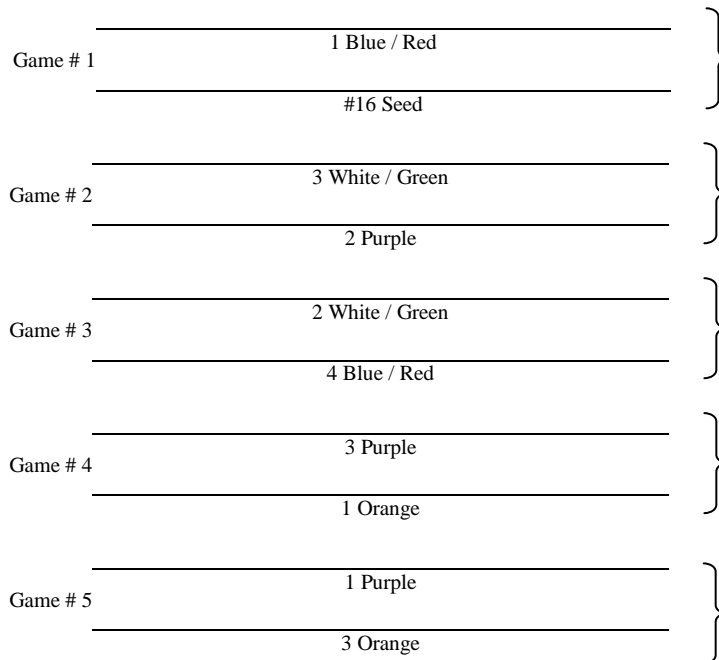 1 Blue / Red
Game # 1
#16 Seed
3 White / Green
Game # 2
2 Purple
2 White / Green
Game # 3
4 Blue / Red
3 Purple
Game # 4
1 Orange
1 Purple
Game # 5
3 Orange